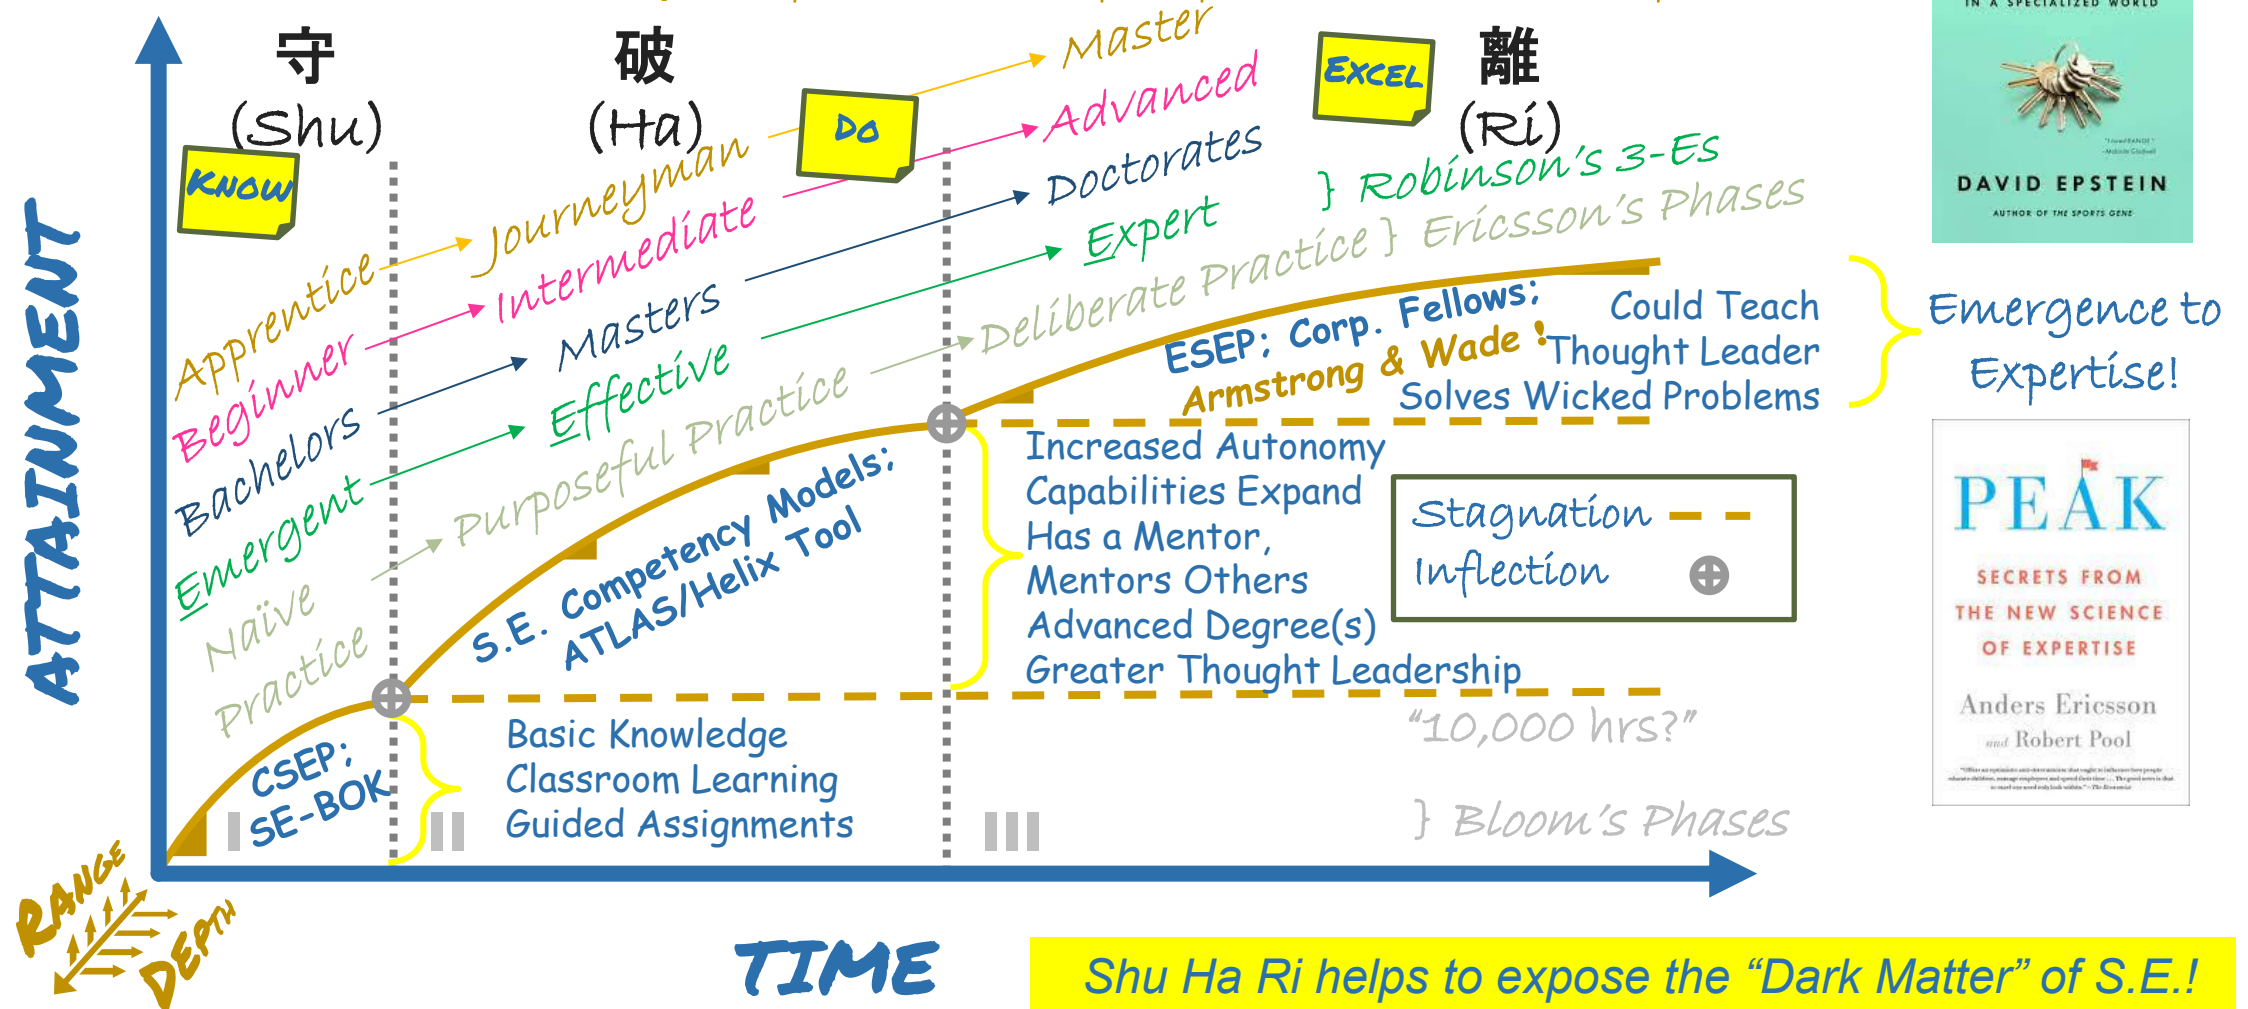 IN A SPECIALIZED WORLD
守
(Shu)
破
(Ha)
離
(Ri)
KNOW
DO
EXCEL
Apprentice
Journeyman
Master
Beginner
Intermediate
Advanced
Bachelors
Masters
Doctorates
Emergent
Effective
Expert
} Robinson's 3-Es
Naïve
Practice
Purposeful Practice
Deliberate Practice } Ericsson's Phases
ATTAINMENT
CSEP;
SE-BOK
S.E. Competency Models;
ATLAS/Helix Tool
ESEP; Corp. Fellows;
Armstrong & Wade !
Could Teach
Thought Leader
Solves Wicked Problems
Emergence to
Expertise!
Increased Autonomy
Capabilities Expand
Has a Mentor,
Mentors Others
Advanced Degree(s)
Greater Thought Leadership
Stagnation
Inflection
Basic Knowledge
Classroom Learning
Guided Assignments
"10,000 hrs?"
I
II
III
} Bloom's Phases
RANGE
DEPTH
TIME
Shu Ha Ri helps to expose the “Dark Matter” of S.E.!
DAVID EPSTEIN
AUTHOR OF THE SPORTS GENE
PEAK
SECRETS FROM
THE NEW SCIENCE
OF EXPERTISE
Anders Ericsson
and Robert Pool